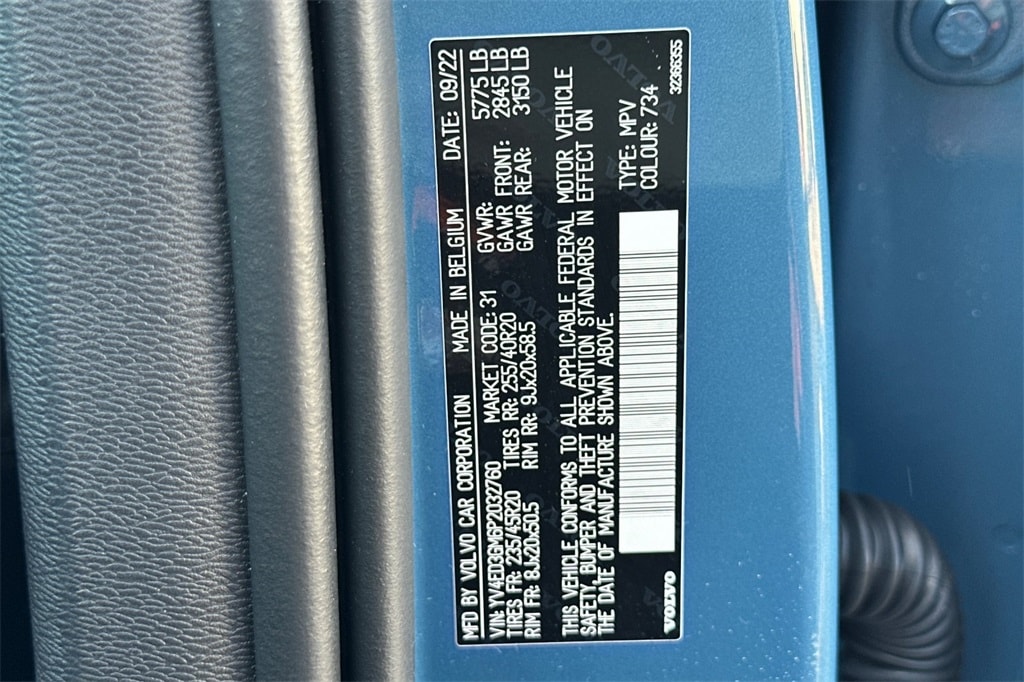 MFD BY VOLVO CAR CORPORATION MADE IN BELGIUM DATE: 09/22
VIN: YV4ED3GM6P2032760 MARKET CODE: 31 GVWR: 5775 LB
TIRES FR: 235/45R20 TIRES RR: 255/40R20 GAWR FRONT: 2845 LB
RIM FR: 8Jx20x50.5 RIM RR: 9Jx20x58.5 GAWR REAR: 3150 LB
THIS VEHICLE CONFORMS TO ALL APPLICABLE FEDERAL MOTOR VEHICLE
SAFETY, BUMPER AND THEFT PREVENTION STANDARDS IN EFFECT ON
THE DATE OF MANUFACTURE SHOWN ABOVE.
TYPE: MPV
COLOUR: 734
VOLVO 32366355